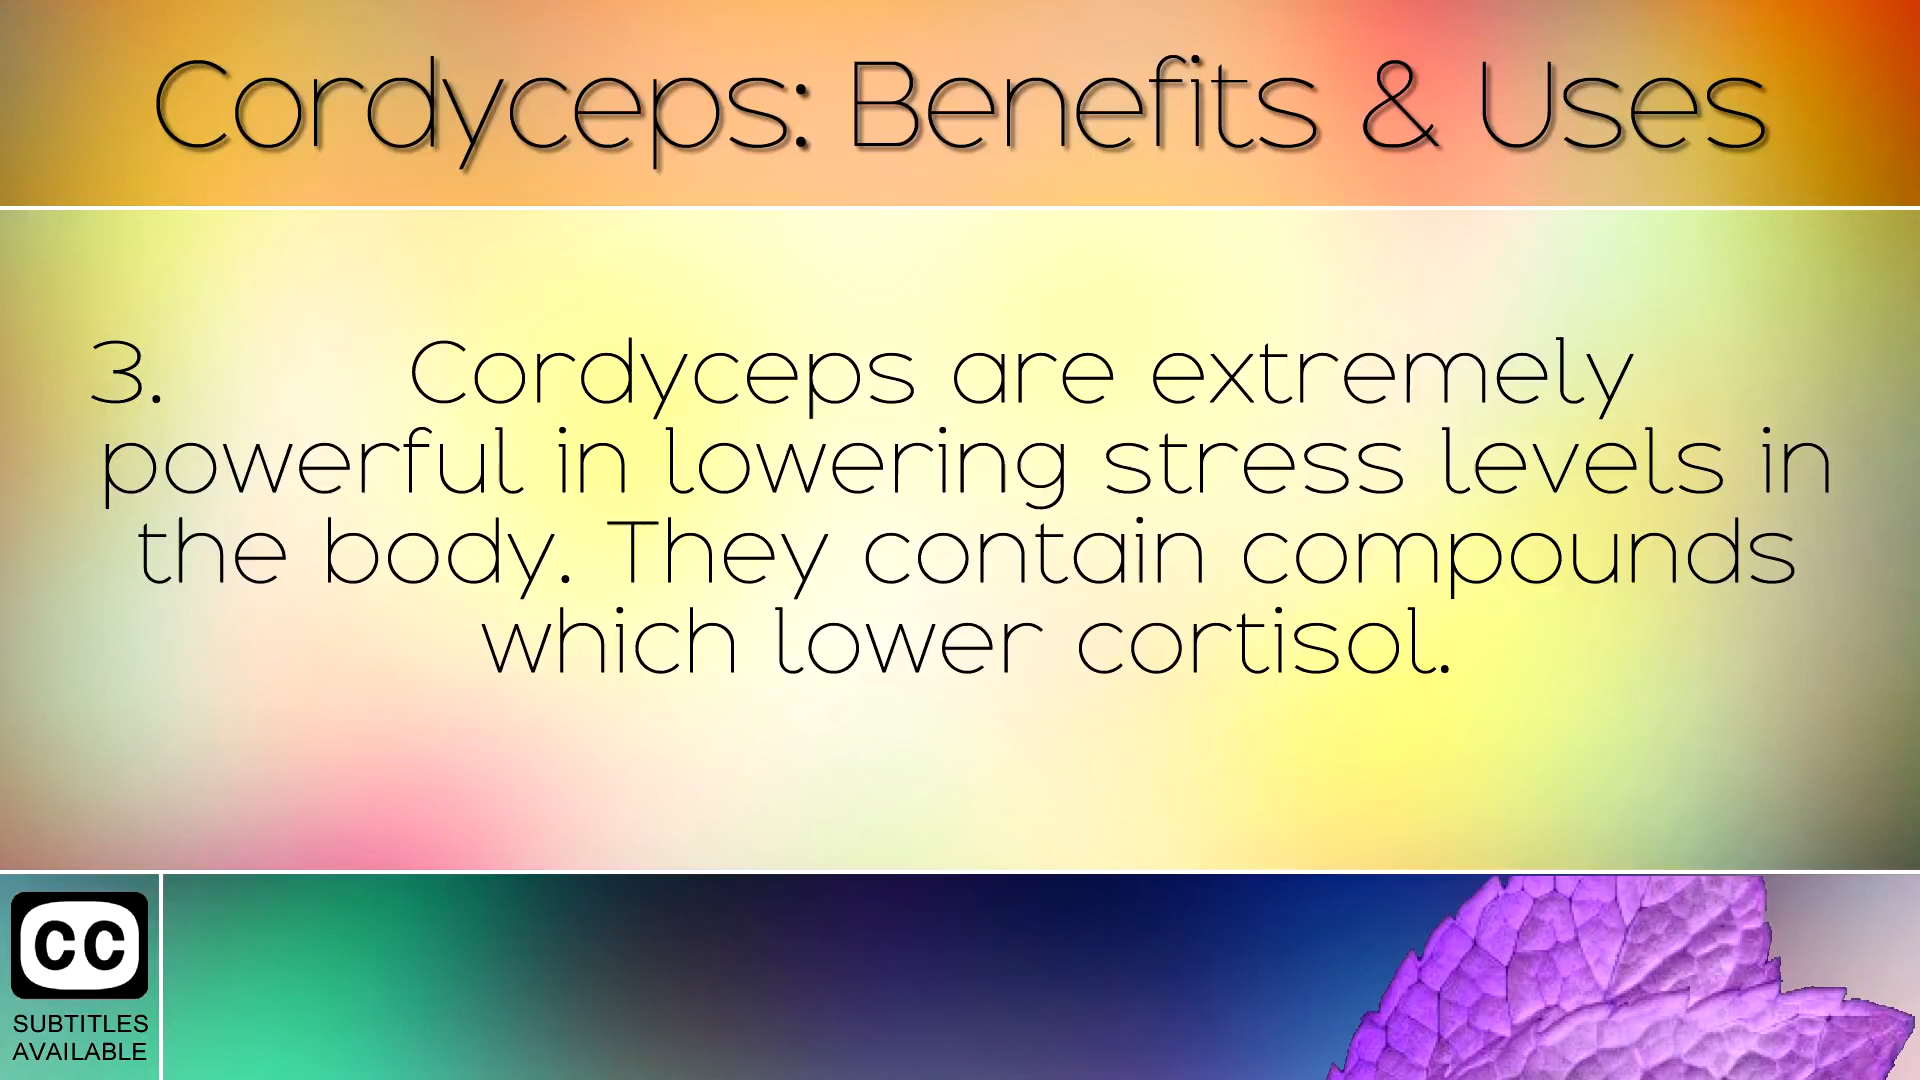 Cordyceps: Benefits & Uses
3. Cordyceps are extremely
powerful in lowering stress levels in
the body. They contain compounds
which lower cortisol.
CC
SUBTITLES
AVAILABLE